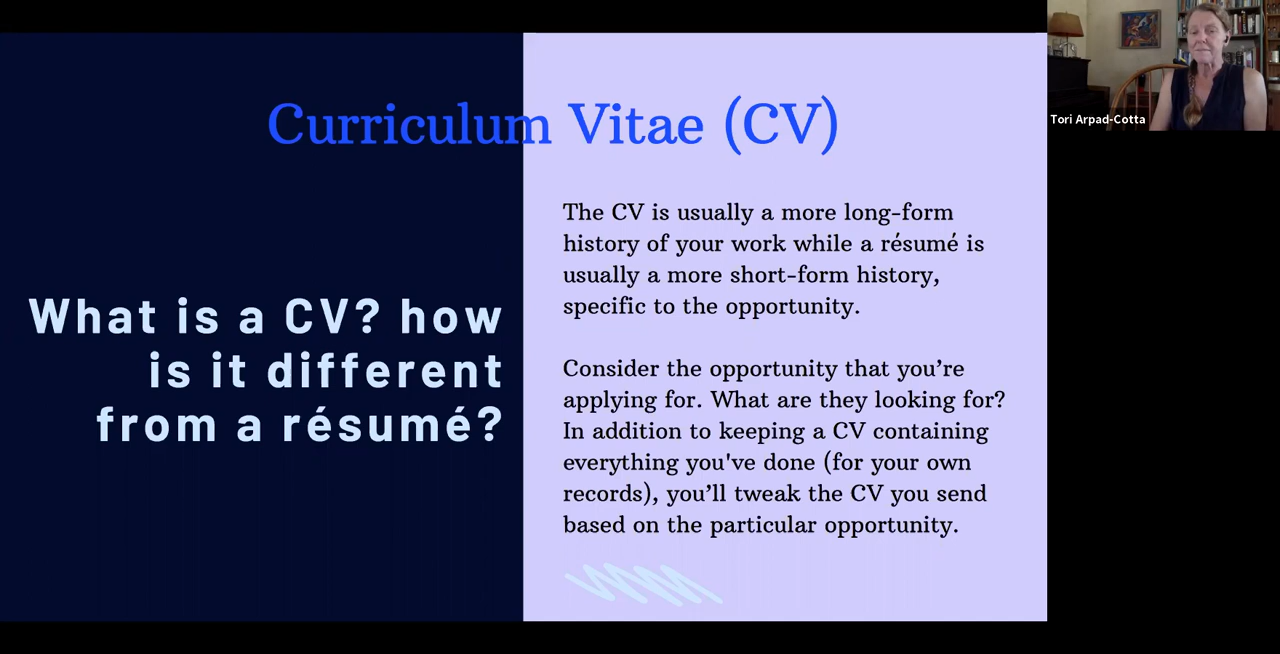 Curriculum Vitae (CV)
What is a CV? how
is it different
from a résumé?
The CV is usually a more long-form
history of your work while a résumé is
usually a more short-form history,
specific to the opportunity.
Consider the opportunity that you’re
applying for. What are they looking for?
In addition to keeping a CV containing
everything you've done (for your own
records), you’ll tweak the CV you send
based on the particular opportunity.
Tori Arpad-Cotta